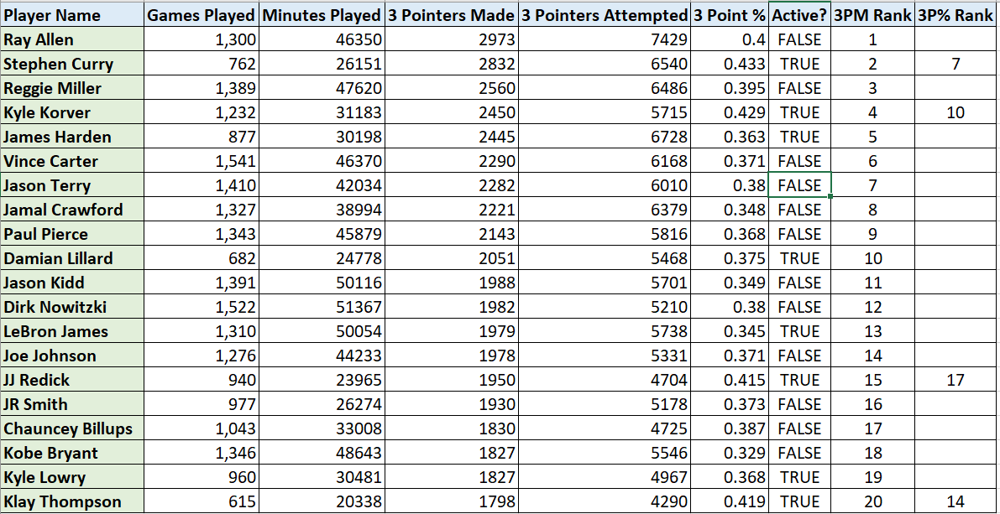 Player Name Games Played Minutes Played 3 Pointers Made 3 Pointers Attempted 3 Point % Active? 3PM Rank 3P% Rank
Ray Allen 1,300 46350 2973 7429 0.4 FALSE 1
Stephen Curry 762 26151 2832 6540 0.433 TRUE 2 7
Reggie Miller 1,389 47620 2560 6486 0.395 FALSE 3
Kyle Korver 1,232 31183 2450 5715 0.429 TRUE 4 10
James Harden 877 30198 2445 6728 0.363 TRUE 5
Vince Carter 1,541 46370 2290 6168 0.371 FALSE 6
Jason Terry 1,410 42034 2282 6010 0.38 FALSE 7
Jamal Crawford 1,327 38994 2221 6379 0.348 FALSE 8
Paul Pierce 1,343 45879 2143 5816 0.368 FALSE 9
Damian Lillard 682 24778 2051 5468 0.375 TRUE 10
Jason Kidd 1,391 50116 1988 5701 0.349 FALSE 11
Dirk Nowitzki 1,522 51367 1982 5210 0.38 FALSE 12
LeBron James 1,310 50054 1979 5738 0.345 TRUE 13
Joe Johnson 1,276 44233 1978 5331 0.371 FALSE 14
JJ Redick 940 23965 1950 4704 0.415 TRUE 15 17
JR Smith 977 26274 1930 5178 0.373 FALSE 16
Chauncey Billups 1,043 33008 1830 4725 0.387 FALSE 17
Kobe Bryant 1,346 48643 1827 5546 0.329 FALSE 18
Kyle Lowry 960 30481 1827 4967 0.368 TRUE 19
Klay Thompson 615 20338 1798 4290 0.419 TRUE 20 14